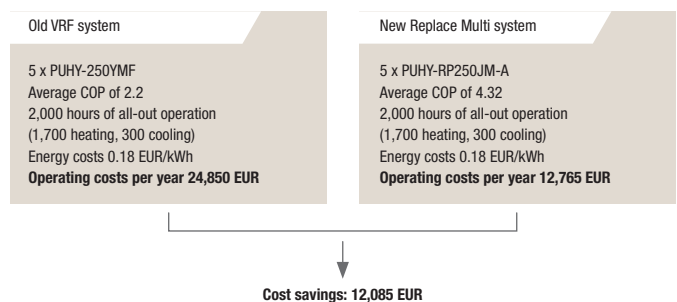 Old VRF system
5 x PUHY-250YMF
Average COP of 2.2
2,000 hours of all-out operation
(1,700 heating, 300 cooling)
Energy costs 0.18 EUR/kWh
Operating costs per year 24,850 EUR
New Replace Multi system
5 x PUHY-RP250JM-A
Average COP of 4.32
2,000 hours of all-out operation
(1,700 heating, 300 cooling)
Energy costs 0.18 EUR/kWh
Operating costs per year 12,765 EUR
Cost savings: 12,085 EUR